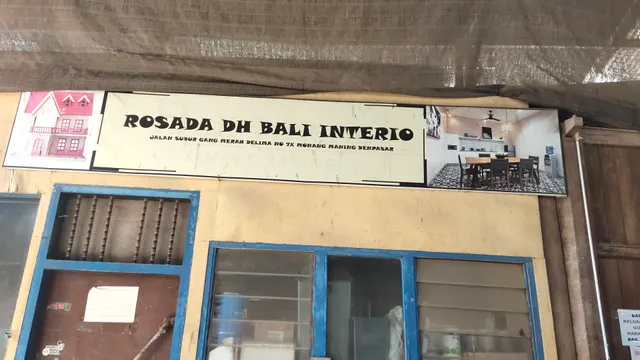 ROSADA DH BALI INTERIO
JALAN SUBUR GANG MERAH DELIMA NO 7X MONANG MANING DENPASAR